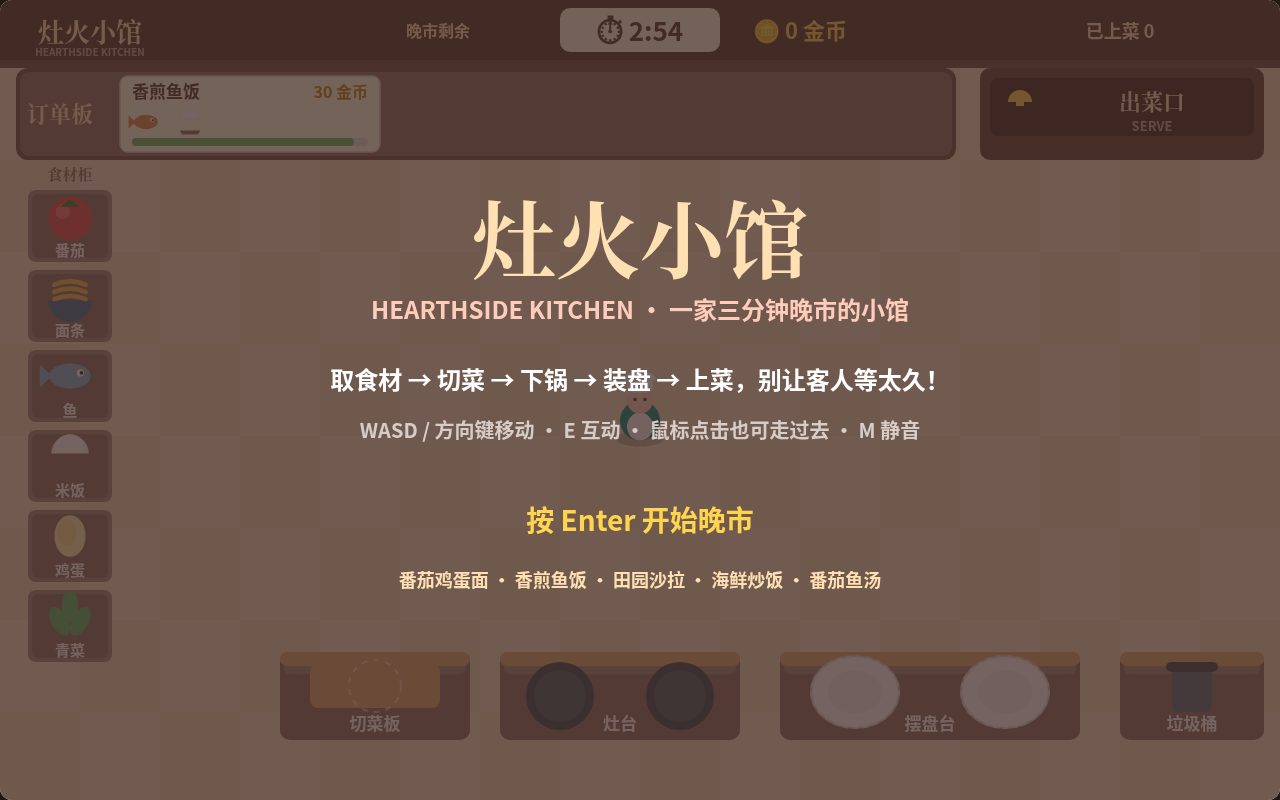 灶火小馆
HEARTHSIDE KITCHEN
晚市剩余
2:54
0 金币
已上菜 0
订单板
香煎鱼饭
30 金币
出菜口
SERVE
食材柜
番茄
面条
鱼
米饭
鸡蛋
青菜
灶火小馆
HEARTHSIDE KITCHEN · 一家三分钟晚市的小馆
取食材 → 切菜 → 下锅 → 装盘 → 上菜，别让客人等太久！
WASD / 方向键移动 · E 互动 · 鼠标点击也可走过去 · M 静音
按 Enter 开始晚市
番茄鸡蛋面 · 香煎鱼饭 · 田园沙拉 · 海鲜炒饭 · 番茄鱼汤
切菜板
灶台
摆盘台
垃圾桶